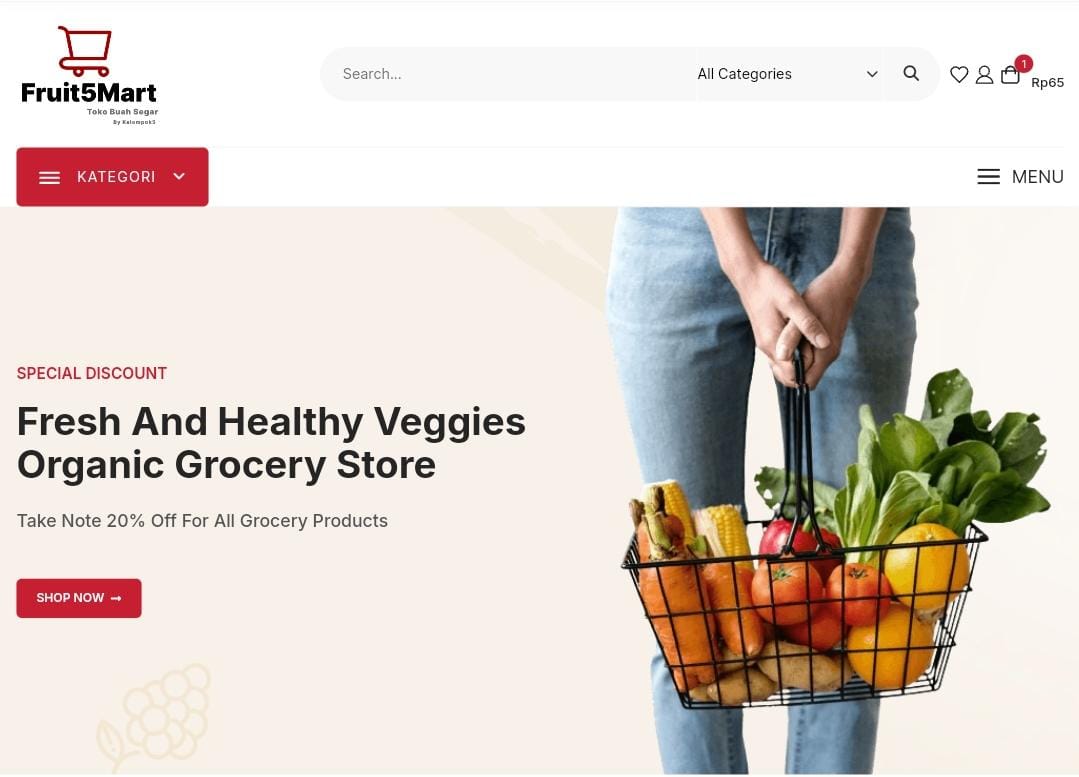 Fruit5Mart
Toko Buah Segar
By Kelompok5
Search...
All Categories
1
Rp65
KATEGORI
MENU
SPECIAL DISCOUNT
Fresh And Healthy Veggies
Organic Grocery Store
Take Note 20% Off For All Grocery Products
SHOP NOW →